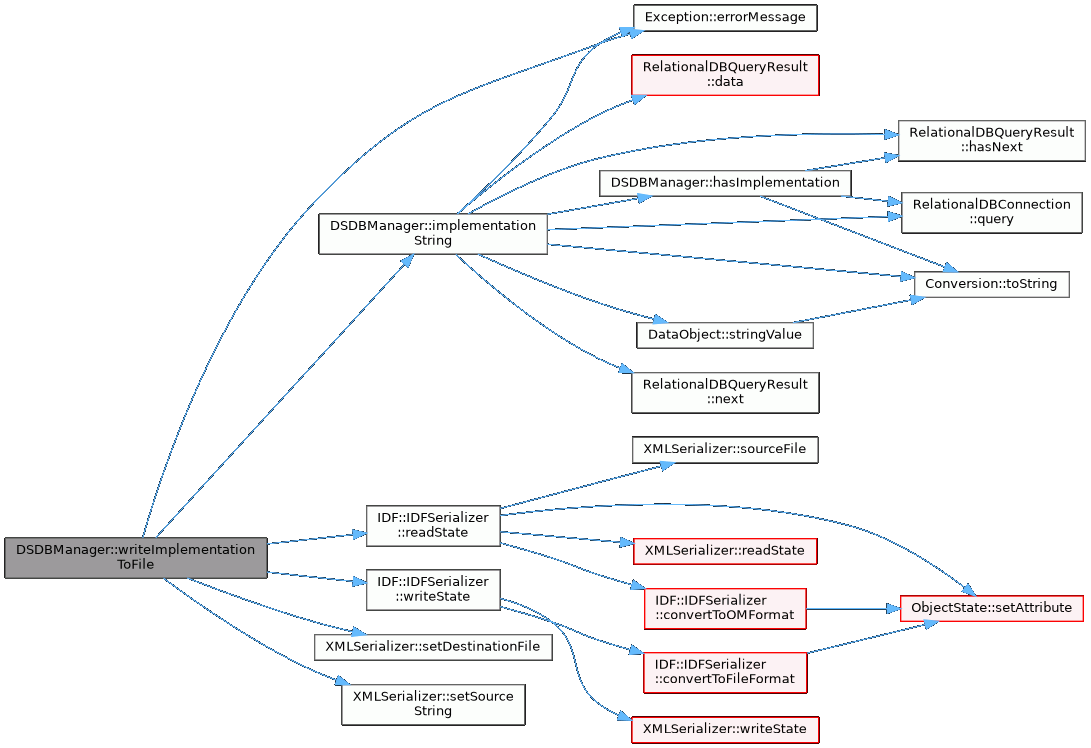 Exception::errorMessage
RelationalDBQueryResult
::data
RelationalDBQueryResult
::hasNext
DSDBManager::hasImplementation
RelationalDBConnection
::query
DSDBManager::implementation
String
Conversion::toString
DataObject::stringValue
RelationalDBQueryResult
::next
XMLSerializer::sourceFile
IDF::IDFSerializer
::readState
DSDBManager::writeImplementation
ToFile
XMLSerializer::readState
IDF::IDFSerializer
::writeState
IDF::IDFSerializer
::convertToOMFormat
ObjectState::setAttribute
XMLSerializer::setDestinationFile
IDF::IDFSerializer
::convertToFileFormat
XMLSerializer::setSource
String
XMLSerializer::writeState